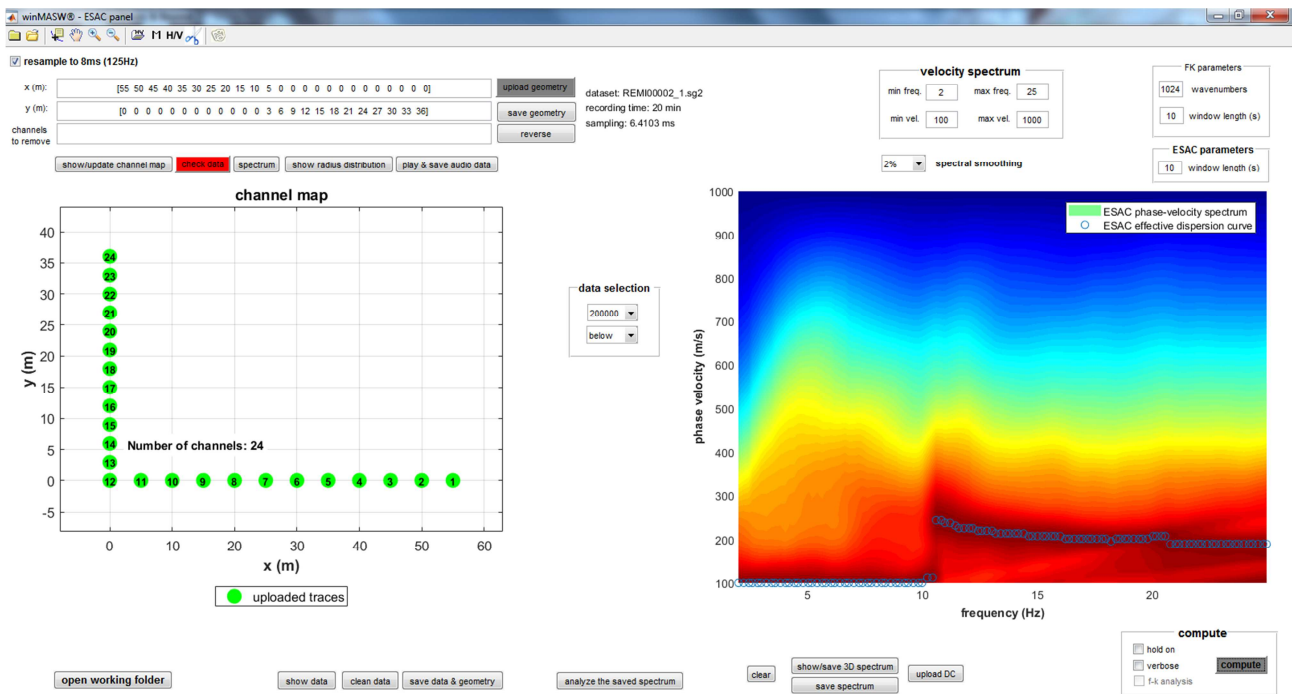 winMASW® - ESAC panel
H/V
resample to 8ms (125Hz)
x (m):
[55 50 45 40 35 30 25 20 15 10 5 0 0 0 0 0 0 0 0 0 0 0 0 0]
upload geometry
y (m):
[0 0 0 0 0 0 0 0 0 0 0 0 3 6 9 12 15 18 21 24 27 30 33 36]
save geometry
channels
to remove
reverse
dataset: REMI00002_1.sg2
recording time: 20 min
sampling: 6.4103 ms
show/update channel map
check data
spectrum
show radius distribution
play & save audio data
velocity spectrum
min freq.
2
max freq.
25
min vel.
100
max vel.
1000
2%
spectral smoothing
FK parameters
1024
wavenumbers
10
window length (s)
ESAC parameters
10
window length (s)
channel map
y (m)
40
35
30
25
20
15
10
5
0
-5
24
23
22
21
20
19
18
17
16
15
14
13
12 11 10 9 8 7 6 5 4 3 2 1
Number of channels: 24
0 10 20 30 40 50 60
x (m)
uploaded traces
data selection
200000
below
phase velocity (m/s)
1000
900
800
700
600
500
400
300
200
100
ESAC phase-velocity spectrum
ESAC effective dispersion curve
5 10 15 20
frequency (Hz)
open working folder
show data
clean data
save data & geometry
analyze the saved spectrum
clear
show/save 3D spectrum
save spectrum
upload DC
compute
hold on
verbose
f-k analysis
compute